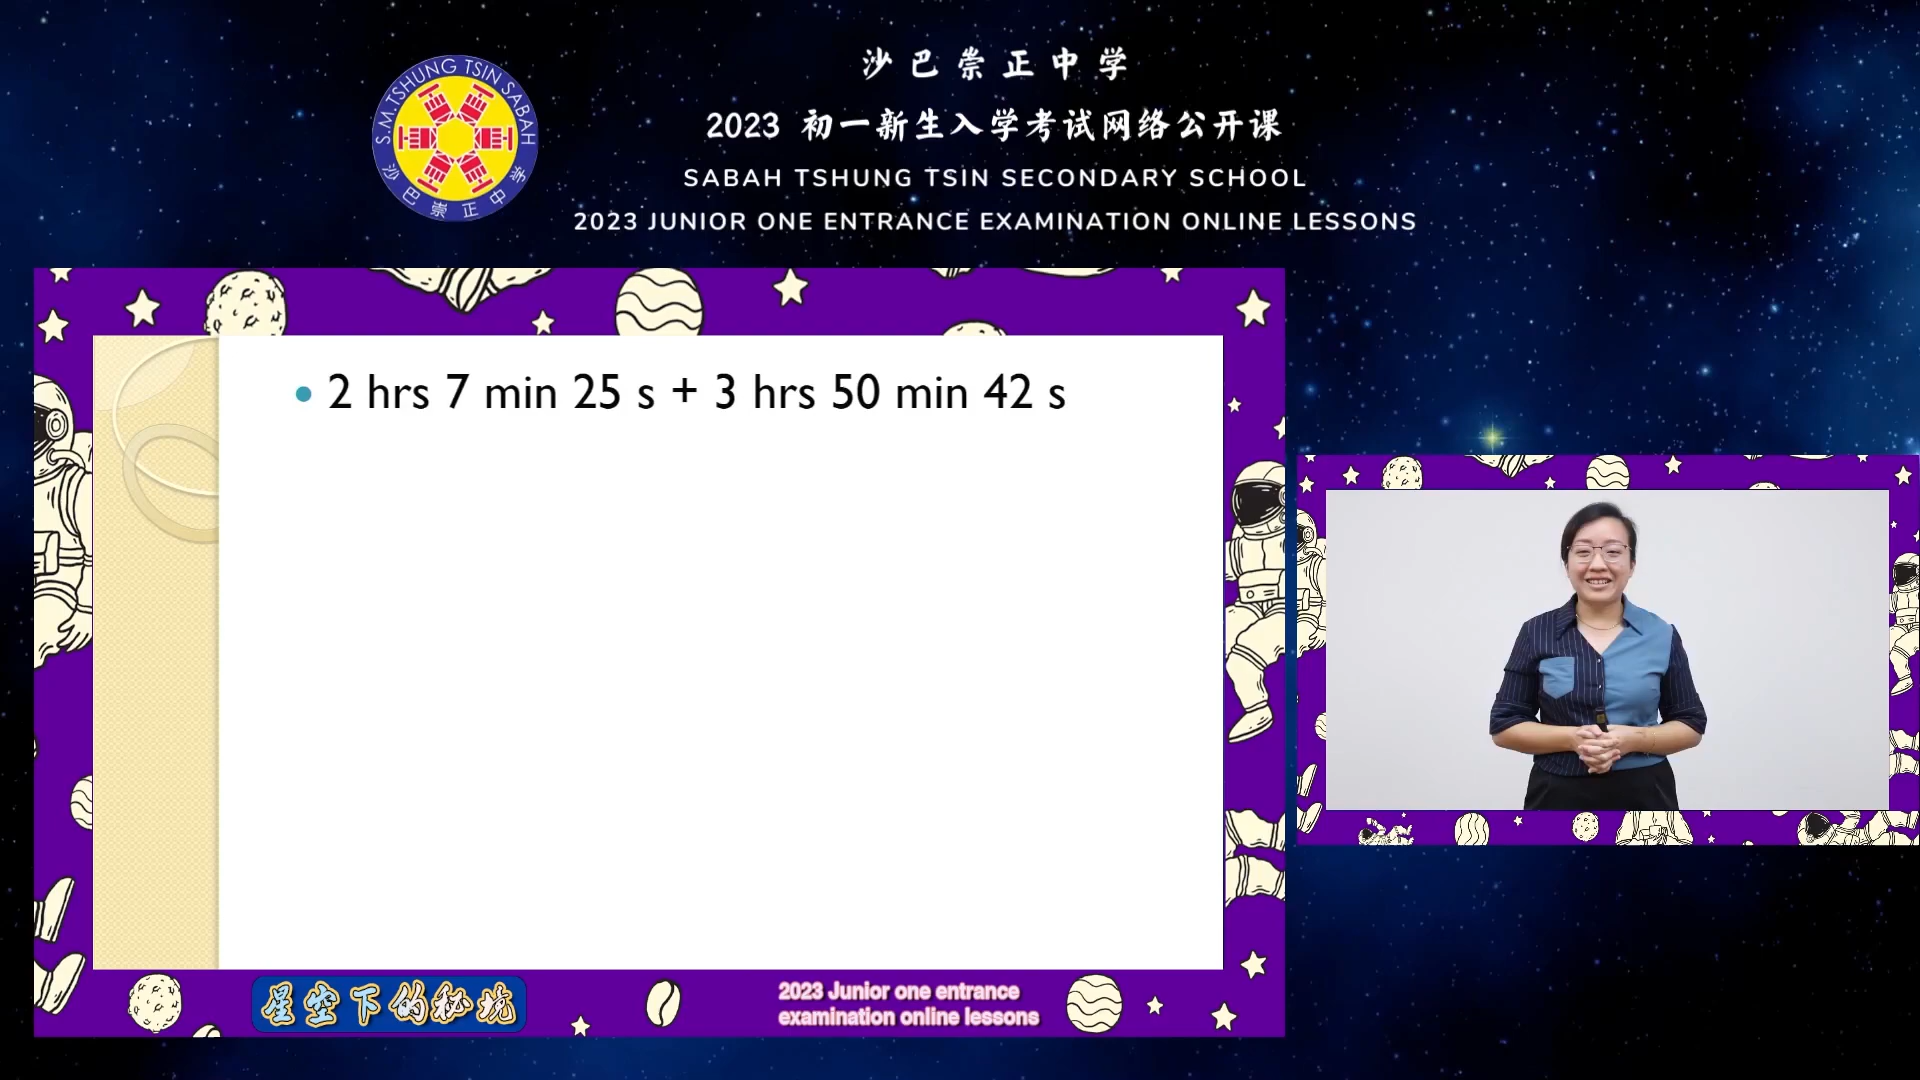 沙巴崇正中学
2023 初一新生入学考试网络公开课
SABAH TSHUNG TSIN SECONDARY SCHOOL
2023 JUNIOR ONE ENTRANCE EXAMINATION ONLINE LESSONS
S.M. TSHUNG TSIN SABAH
沙巴崇正中学
• 2 hrs 7 min 25 s + 3 hrs 50 min 42 s
星空下的秘境
2023 Junior one entrance
examination online lessons